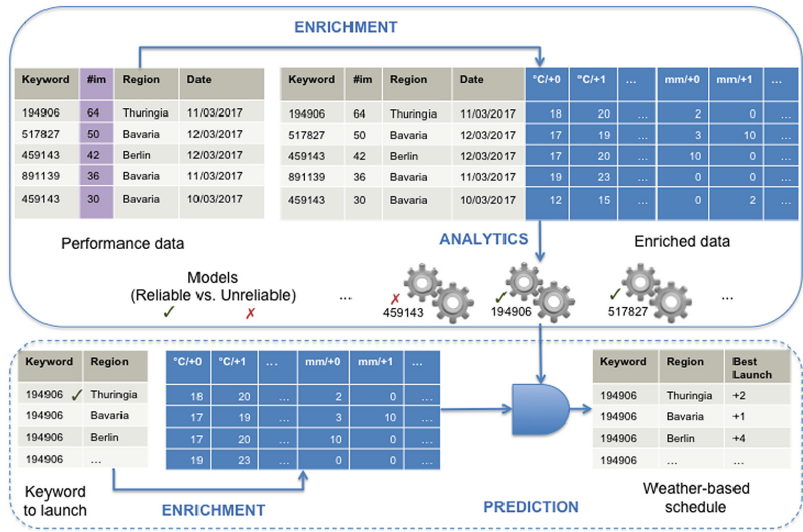 ENRICHMENT
Keyword #im Region Date
194906 64 Thuringia 11/03/2017
517827 50 Bavaria 12/03/2017
459143 42 Berlin 12/03/2017
891139 36 Bavaria 11/03/2017
459143 30 Bavaria 10/03/2017
Performance data
Keyword #im Region Date °C/+0 °C/+1 ... mm/+0 mm/+1 ...
194906 64 Thuringia 11/03/2017 18 20 ... 2 0 ...
517827 50 Bavaria 12/03/2017 17 19 ... 3 10 ...
459143 42 Berlin 12/03/2017 17 20 ... 10 0 ...
891139 36 Bavaria 11/03/2017 19 23 ... 0 0 ...
459143 30 Bavaria 10/03/2017 12 15 ... 0 2 ...
ANALYTICS
Enriched data
Models
(Reliable vs. Unreliable)
✓ ✗
...
✗ 459143
✓ 194906
✓ 517827
...
Keyword Region
194906 ✓ Thuringia
194906 Bavaria
194906 Berlin
194906 ...
Keyword
to launch
°C/+0 °C/+1 ... mm/+0 mm/+1 ...
18 20 ... 2 0 ...
17 19 ... 3 10 ...
17 20 ... 10 0 ...
19 23 ... 0 0 ...
ENRICHMENT
PREDICTION
Keyword Region Best
Launch
194906 Thuringia +2
194906 Bavaria +1
194906 Berlin +4
194906 ... ...
Weather-based
schedule